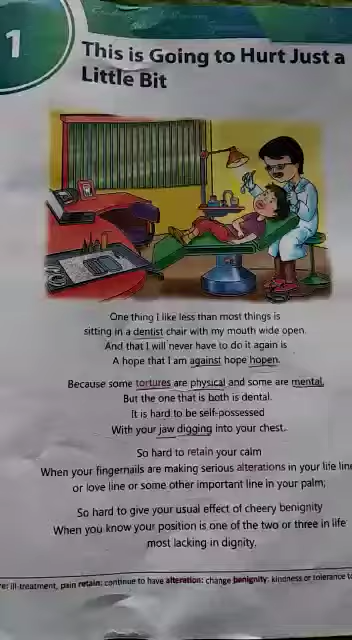 1
This is Going to Hurt Just a
Little Bit
One thing I like less than most things is
sitting in a dentist chair with my mouth wide open.
And that I will never have to do it again is
A hope that I am against hope hopen.
Because some tortures are physical and some are mental,
But the one that is both is dental.
It is hard to be self-possessed
With your jaw digging into your chest.
So hard to retain your calm
When your fingernails are making serious alterations in your life line
or love line or some other important line in your palm;
So hard to give your usual effect of cheery benignity
When you know your position is one of the two or three in life
most lacking in dignity.
re: ill-treatment, pain retain: continue to have alteration: change benignity: kindness or tolerance to